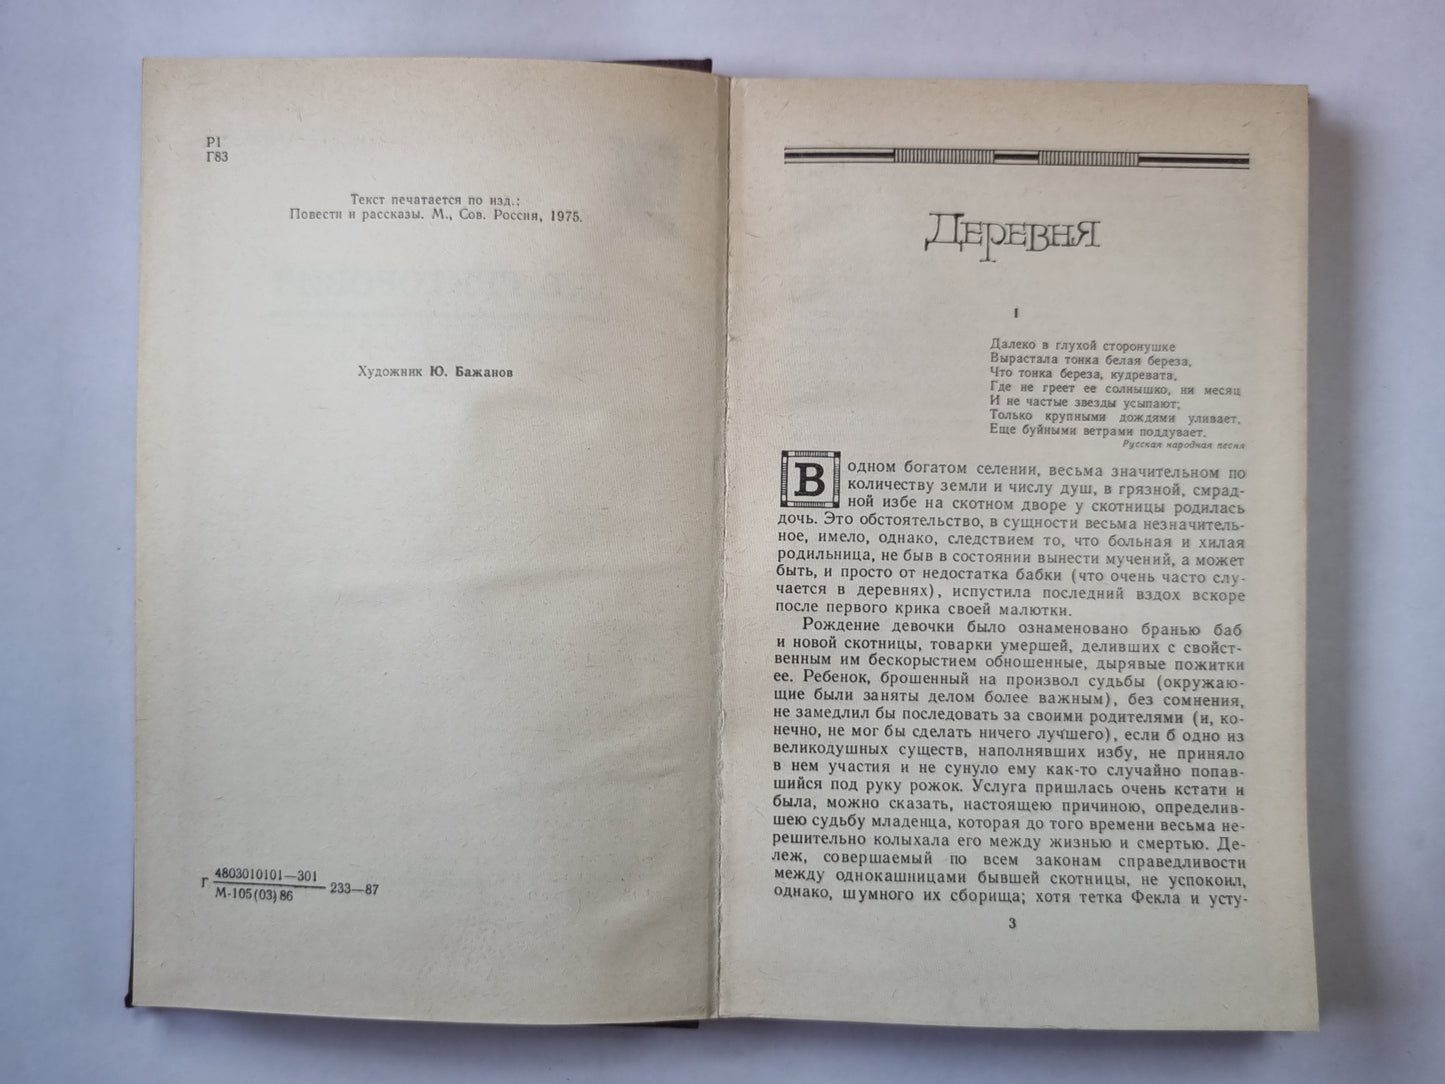 Р1
Г83
Текст печатается по изд.:
Повести и рассказы. М., Сов. Россия, 1975.
Художник Ю. Бажанов
Г 4803010101—301 233—87
М-105(03)86
Деревня
I
Далеко в глухой сторонушке
Вырастала тонка белая береза,
Что тонка береза, кудревата,
Где не греет ее солнышко, ни месяц
И не частые звезды усыпают;
Только крупными дождями уливает,
Еще буйными ветрами поддувает.
Русская народная песня
В одном богатом селении, весьма значительном по
количеству земли и числу душ, в грязной, смрад-
ной избе на скотном дворе у скотницы родилась
дочь. Это обстоятельство, в сущности весьма незначитель-
ное, имело, однако, следствием то, что больная и хилая
родильница, не быв в состоянии вынести мучений, а может
быть, и просто от недостатка бабки (что очень часто слу-
чается в деревнях), испустила последний вздох вскоре
после первого крика своей малютки.
Рождение девочки было ознаменовано бранью баб
и новой скотницы, товарки умершей, деливших с свойст-
венным им бескорыстием обношенные, дырявые пожитки
ее. Ребенок, брошенный на произвол судьбы (окружаю-
щие были заняты делом более важным), без сомнения,
не замедлил бы последовать за своими родителями (и, ко-
нечно, не мог бы сделать ничего лучшего), если б одно из
великодушных существ, наполнявших избу, не приняло
в нем участия и не сунуло ему как-то случайно попав-
шийся под руку рожок. Услуга пришлась очень кстати и
была, можно сказать, настоящею причиною, определив-
шею судьбу младенца, которая до того времени весьма не-
решительно колыхала его между жизнью и смертью. Де-
леж, совершаемый по всем законам справедливости
между однокашницами бывшей скотницы, не успокоил,
однако, шумного их сборища; хотя тетка Фекла и усту-
3